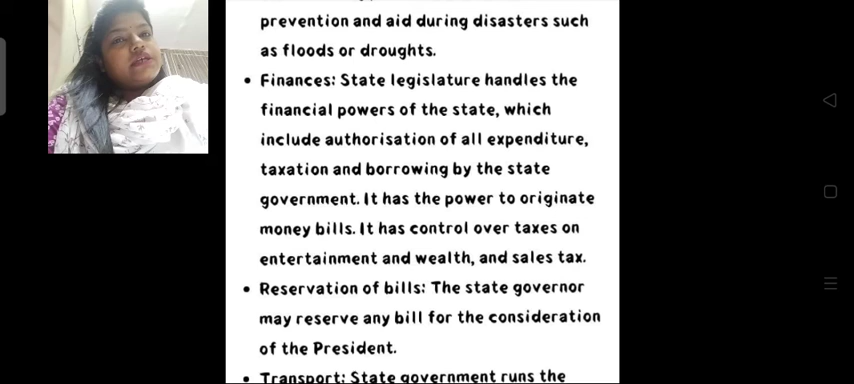 prevention and aid during disasters such
as floods or droughts.
• Finances: State legislature handles the
financial powers of the state, which
include authorisation of all expenditure,
taxation and borrowing by the state
government. It has the power to originate
money bills. It has control over taxes on
entertainment and wealth, and sales tax.
• Reservation of bills: The state governor
may reserve any bill for the consideration
of the President.
• Transport: State government runs the